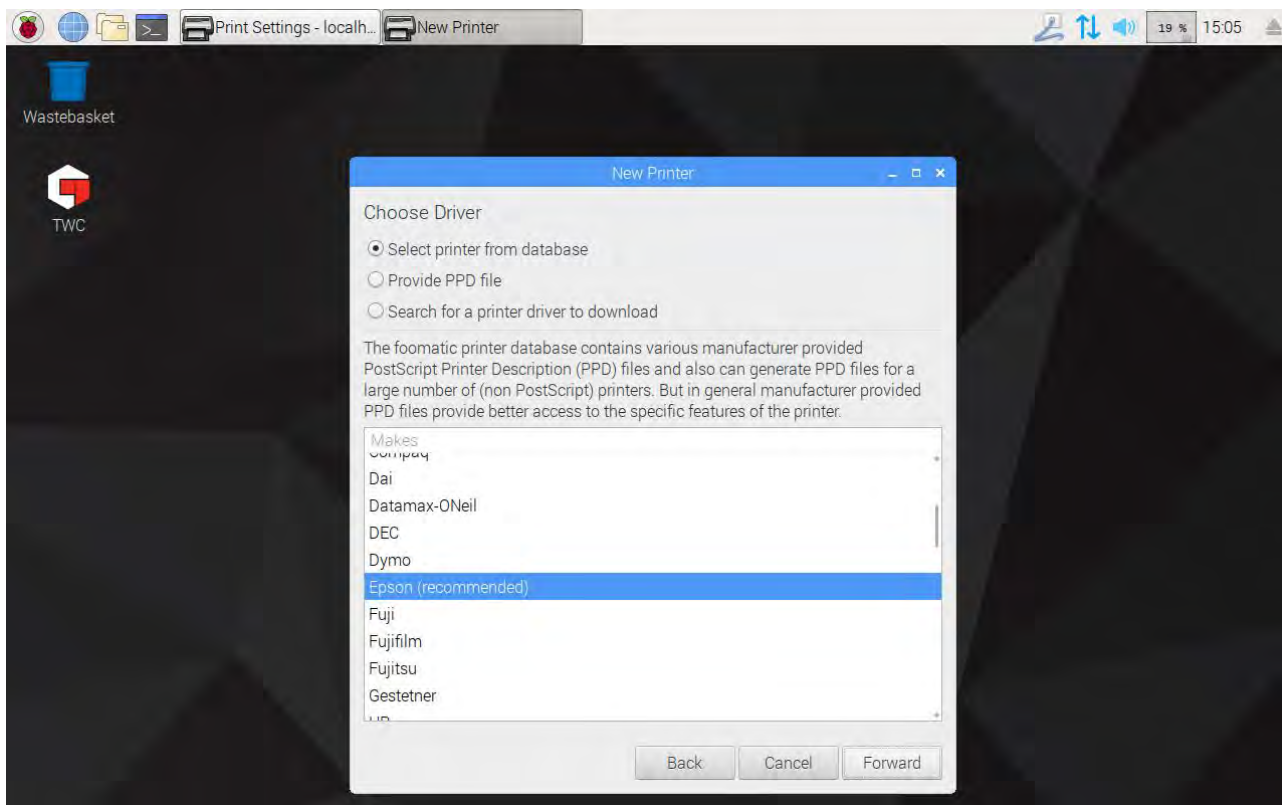 Print Settings - localh... New Printer 19 % 15:05
Wastebasket
TWC
New Printer
Choose Driver
Select printer from database
Provide PPD file
Search for a printer driver to download
The foomatic printer database contains various manufacturer provided
PostScript Printer Description (PPD) files and also can generate PPD files for a
large number of (non PostScript) printers. But in general manufacturer provided
PPD files provide better access to the specific features of the printer.
Makes
Compaq
Dai
Datamax-ONeil
DEC
Dymo
Epson (recommended)
Fuji
Fujifilm
Fujitsu
Gestetner
HP
Back Cancel Forward